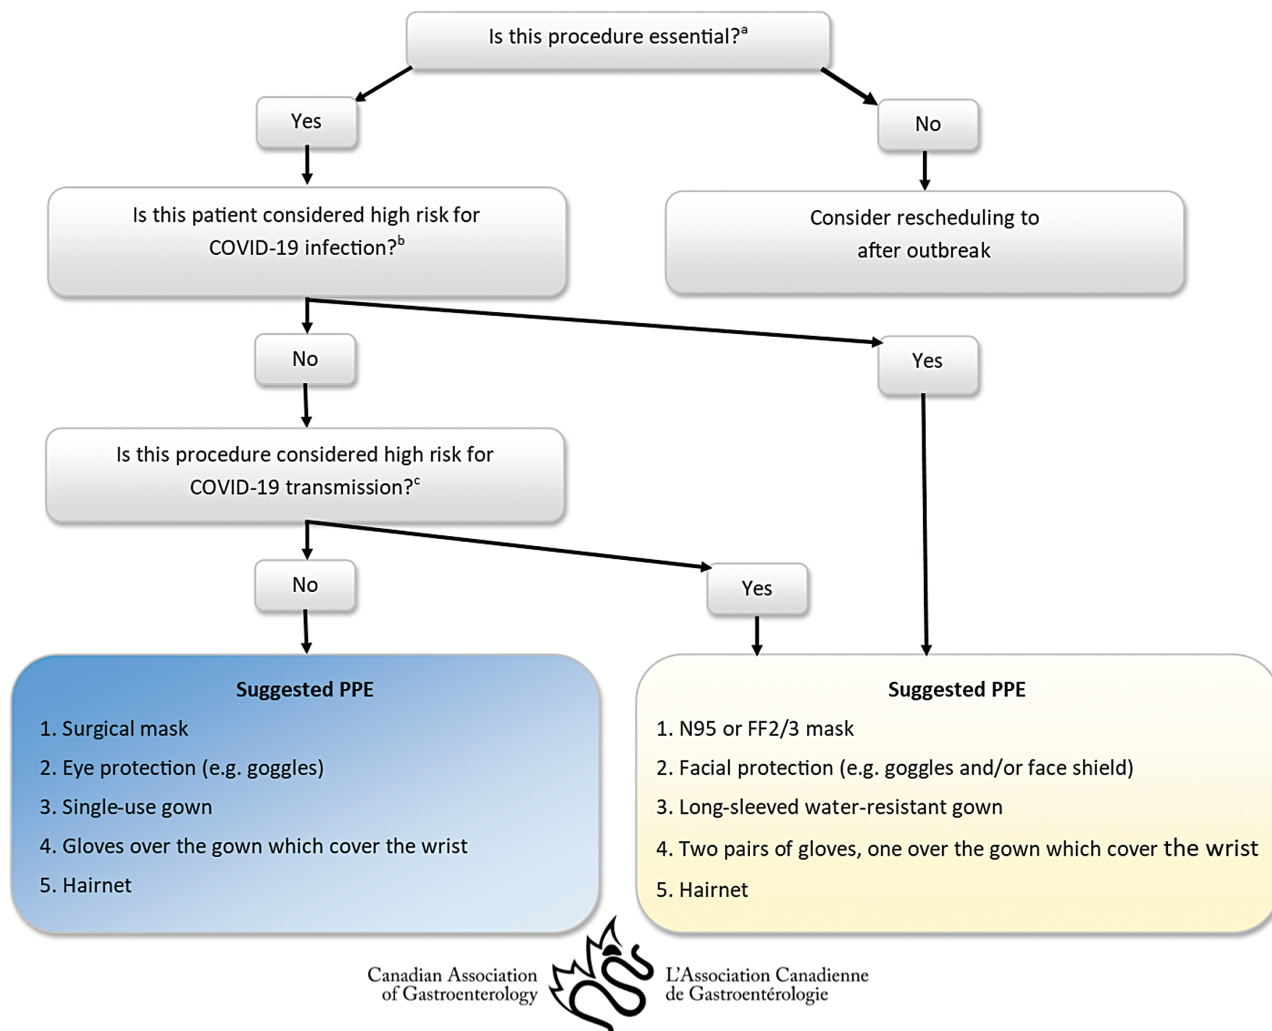 Is this procedure essential?ᵃ
Yes
No
Is this patient considered high risk for
COVID-19 infection?ᵇ
Consider rescheduling to
after outbreak
No
Yes
Is this procedure considered high risk for
COVID-19 transmission?ᶜ
No
Yes
Suggested PPE
1. Surgical mask
2. Eye protection (e.g. goggles)
3. Single-use gown
4. Gloves over the gown which cover the wrist
5. Hairnet
Suggested PPE
1. N95 or FF2/3 mask
2. Facial protection (e.g. goggles and/or face shield)
3. Long-sleeved water-resistant gown
4. Two pairs of gloves, one over the gown which cover the wrist
5. Hairnet
Canadian Association
of Gastroenterology
L'Association Canadienne
de Gastroentérologie